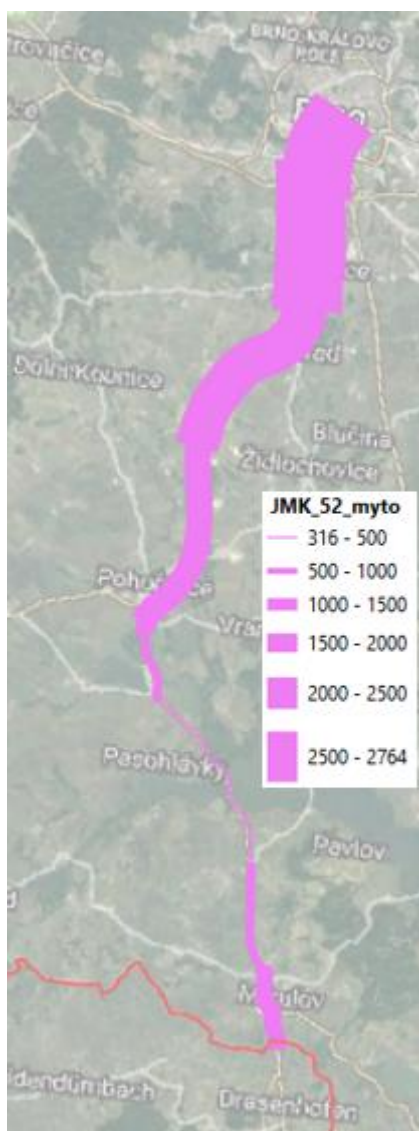 BRNO-KRÁLOVO
POLE
Brno
Dolní Kounice
Blučina
Židlochovice
JMK_52_myto
316 - 500
500 - 1000
1000 - 1500
1500 - 2000
2000 - 2500
2500 - 2764
Pohořelice
Pasohlávky
Pavlov
Mikulov
Drasenhofen